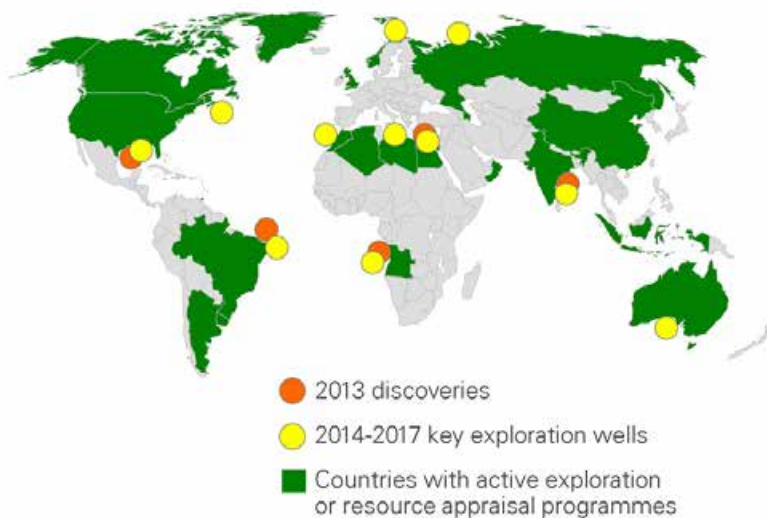 2013 discoveries
2014-2017 key exploration wells
Countries with active exploration
or resource appraisal programmes